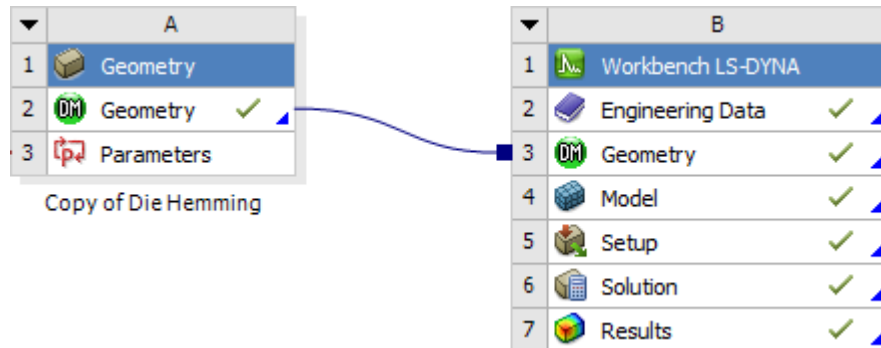 A
1 Geometry
2 DM Geometry
3 Parameters
Copy of Die Hemming
B
1 Workbench LS-DYNA
2 Engineering Data
3 DM Geometry
4 Model
5 Setup
6 Solution
7 Results